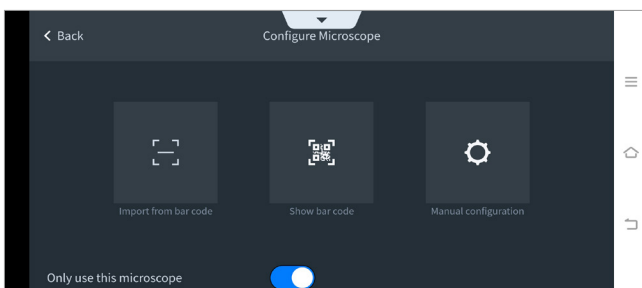 Back
Configure Microscope
Import from bar code
Show bar code
Manual configuration
Only use this microscope